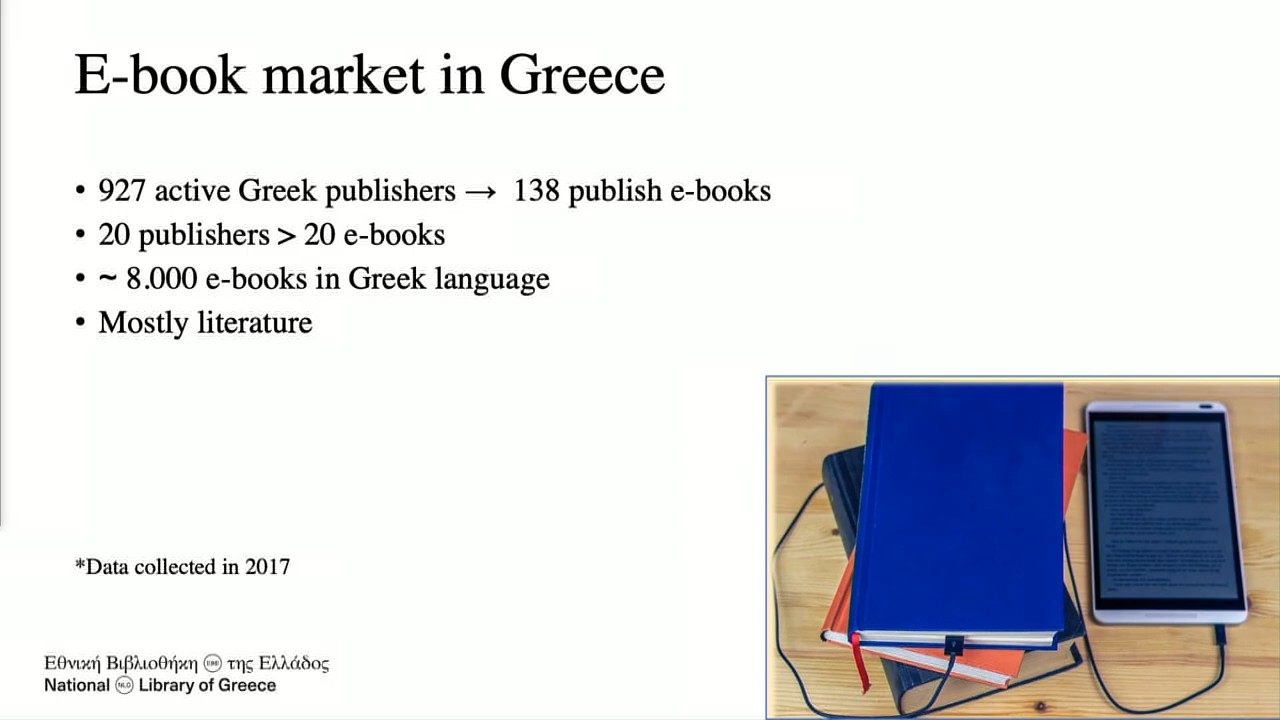 E-book market in Greece
• 927 active Greek publishers → 138 publish e-books
• 20 publishers > 20 e-books
• ~ 8.000 e-books in Greek language
• Mostly literature
*Data collected in 2017
Εθνική Βιβλιοθήκη της Ελλάδος
National Library of Greece